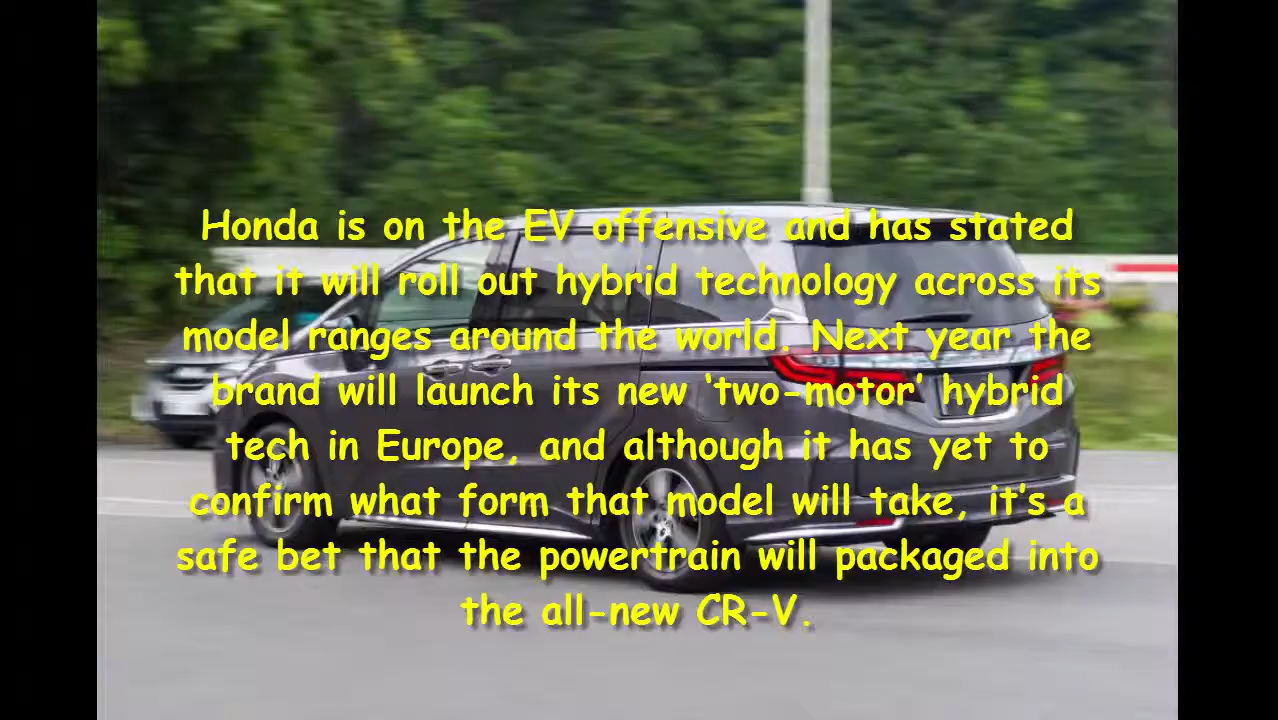 Honda is on the EV offensive and has stated
that it will roll out hybrid technology across its
model ranges around the world. Next year the
brand will launch its new ‘two-motor’ hybrid
tech in Europe, and although it has yet to
confirm what form that model will take, it’s a
safe bet that the powertrain will packaged into
the all-new CR-V.